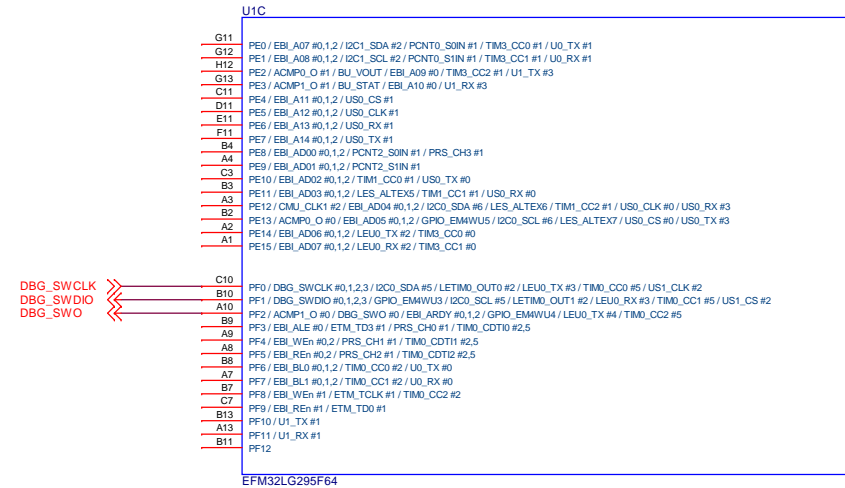 U1C
G11 PE0 / EBI_A07 #0,1,2 / I2C1_SDA #2 / PCNT0_S0IN #1 / TIM3_CC0 #1 / U0_TX #1
G12 PE1 / EBI_A08 #0,1,2 / I2C1_SCL #2 / PCNT0_S1IN #1 / TIM3_CC1 #1 / U0_RX #1
H12 PE2 / ACMP0_O #1 / BU_VOUT / EBI_A09 #0 / TIM3_CC2 #1 / U1_TX #3
G13 PE3 / ACMP1_O #1 / BU_STAT / EBI_A10 #0 / U1_RX #3
C11 PE4 / EBI_A11 #0,1,2 / US0_CS #1
D11 PE5 / EBI_A12 #0,1,2 / US0_CLK #1
E11 PE6 / EBI_A13 #0,1,2 / US0_RX #1
F11 PE7 / EBI_A14 #0,1,2 / US0_TX #1
B4 PE8 / EBI_AD00 #0,1,2 / PCNT2_S0IN #1 / PRS_CH3 #1
A4 PE9 / EBI_AD01 #0,1,2 / PCNT2_S1IN #1
C3 PE10 / EBI_AD02 #0,1,2 / TIM1_CC0 #1 / US0_TX #0
B3 PE11 / EBI_AD03 #0,1,2 / LES_ALTEX5 / TIM1_CC1 #1 / US0_RX #0
A3 PE12 / CMU_CLK1 #2 / EBI_AD04 #0,1,2 / I2C0_SDA #6 / LES_ALTEX6 / TIM1_CC2 #1 / US0_CLK #0 / US0_RX #3
B2 PE13 / ACMP0_O #0 / EBI_AD05 #0,1,2 / GPIO_EM4WU5 / I2C0_SCL #6 / LES_ALTEX7 / US0_CS #0 / US0_TX #3
A2 PE14 / EBI_AD06 #0,1,2 / LEU0_TX #2 / TIM3_CC0 #0
A1 PE15 / EBI_AD07 #0,1,2 / LEU0_RX #2 / TIM3_CC1 #0
DBG_SWCLK C10 PF0 / DBG_SWCLK #0,1,2,3 / I2C0_SDA #5 / LETIM0_OUT0 #2 / LEU0_TX #3 / TIM0_CC0 #5 / US1_CLK #2
DBG_SWDIO B10 PF1 / DBG_SWDIO #0,1,2,3 / GPIO_EM4WU3 / I2C0_SCL #5 / LETIM0_OUT1 #2 / LEU0_RX #3 / TIM0_CC1 #5 / US1_CS #2
DBG_SWO A10 PF2 / ACMP1_O #0 / DBG_SWO #0 / EBI_ARDY #0,1,2 / GPIO_EM4WU4 / LEU0_TX #4 / TIM0_CC2 #5
B9 PF3 / EBI_ALE #0 / ETM_TD3 #1 / PRS_CH0 #1 / TIM0_CDTI0 #2,5
A9 PF4 / EBI_WEn #0,2 / PRS_CH1 #1 / TIM0_CDTI1 #2,5
A8 PF5 / EBI_REn #0,2 / PRS_CH2 #1 / TIM0_CDTI2 #2,5
B8 PF6 / EBI_BL0 #0,1,2 / TIM0_CC0 #2 / U0_TX #0
A7 PF7 / EBI_BL1 #0,1,2 / TIM0_CC1 #2 / U0_RX #0
B7 PF8 / EBI_WEn #1 / ETM_TCLK #1 / TIM0_CC2 #2
C7 PF9 / EBI_REn #1 / ETM_TD0 #1
B13 PF10 / U1_TX #1
A13 PF11 / U1_RX #1
B11 PF12
EFM32LG295F64